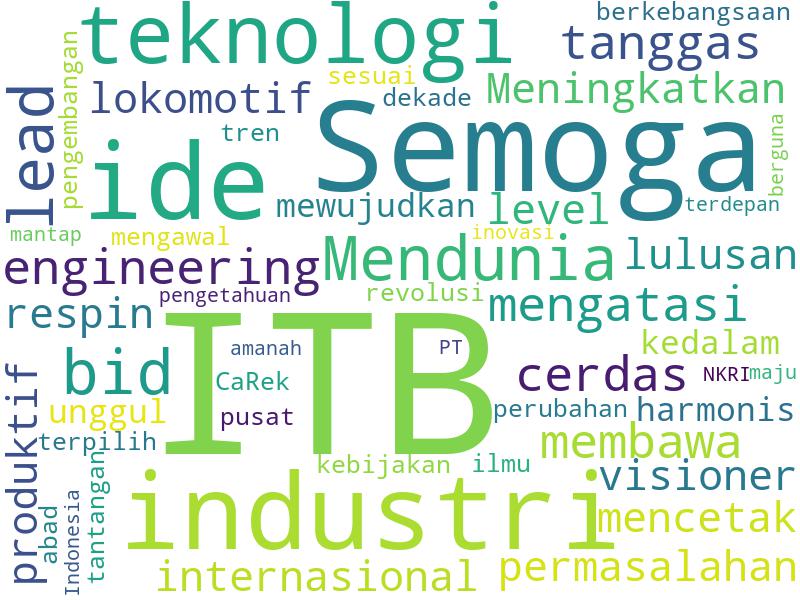 berkebangsaan
teknologi
tanggas
sesuai
Meningkatkan
dekade
lokomotif
pengembangan
lead
tren
Semoga
berguna
ide
mewujudkan
level
terdepan
mantap
mengawal
inovasi
engineering
Mendunia
lulusan
pengetahuan
revolusi
mengatasi
respin
ITB
amanah
PT
kedalam
bid
CaRek
cerdas
NKRI
maju
unggul
pusat
perubahan
harmonis
produktif
terpilih
membawa
kebijakan
ilmu
visioner
abad
Indonesia
tantangan
industri
mencetak
internasional
permasalahan